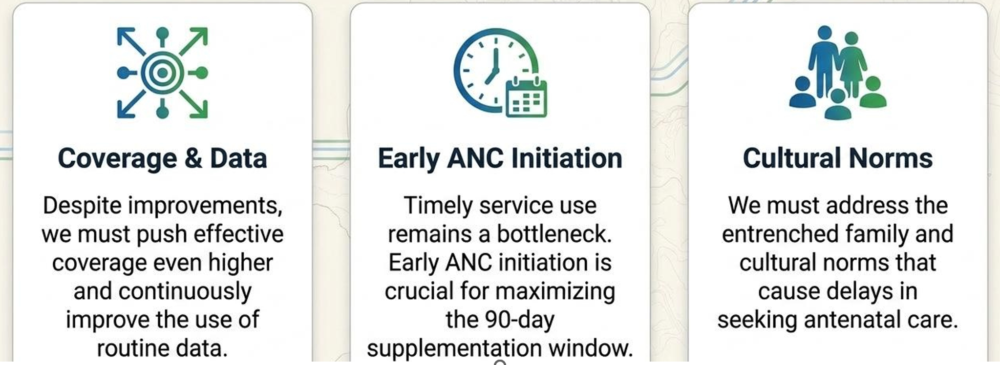 Coverage & Data
Despite improvements,
we must push effective
coverage even higher
and continuously
improve the use of
routine data.
Early ANC Initiation
Timely service use
remains a bottleneck.
Early ANC initiation is
crucial for maximizing
the 90-day
supplementation window.
Cultural Norms
We must address the
entrenched family and
cultural norms that
cause delays in
seeking antenatal care.